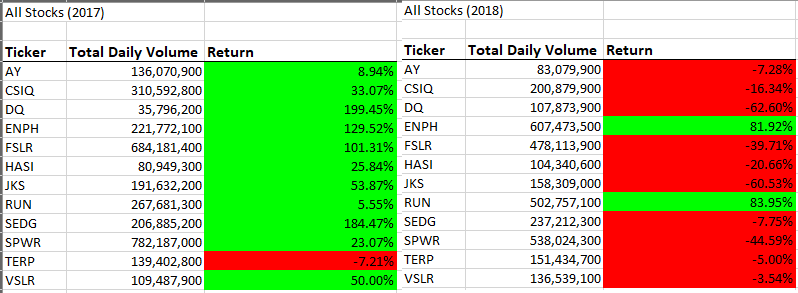 All Stocks (2017)
Ticker Total Daily Volume Return
AY 136,070,900 8.94%
CSIQ 310,592,800 33.07%
DQ 35,796,200 199.45%
ENPH 221,772,100 129.52%
FSLR 684,181,400 101.31%
HASI 80,949,300 25.84%
JKS 191,632,200 53.87%
RUN 267,681,300 5.55%
SEDG 206,885,200 184.47%
SPWR 782,187,000 23.07%
TERP 139,402,800 -7.21%
VSLR 109,487,900 50.00%
All Stocks (2018)
Ticker Total Daily Volume Return
AY 83,079,900 -7.28%
CSIQ 200,879,900 -16.34%
DQ 107,873,900 -62.60%
ENPH 607,473,500 81.92%
FSLR 478,113,900 -39.71%
HASI 104,340,600 -20.66%
JKS 158,309,000 -60.53%
RUN 502,757,100 83.95%
SEDG 237,212,300 -7.75%
SPWR 538,024,300 -44.59%
TERP 151,434,700 -5.00%
VSLR 136,539,100 -3.54%